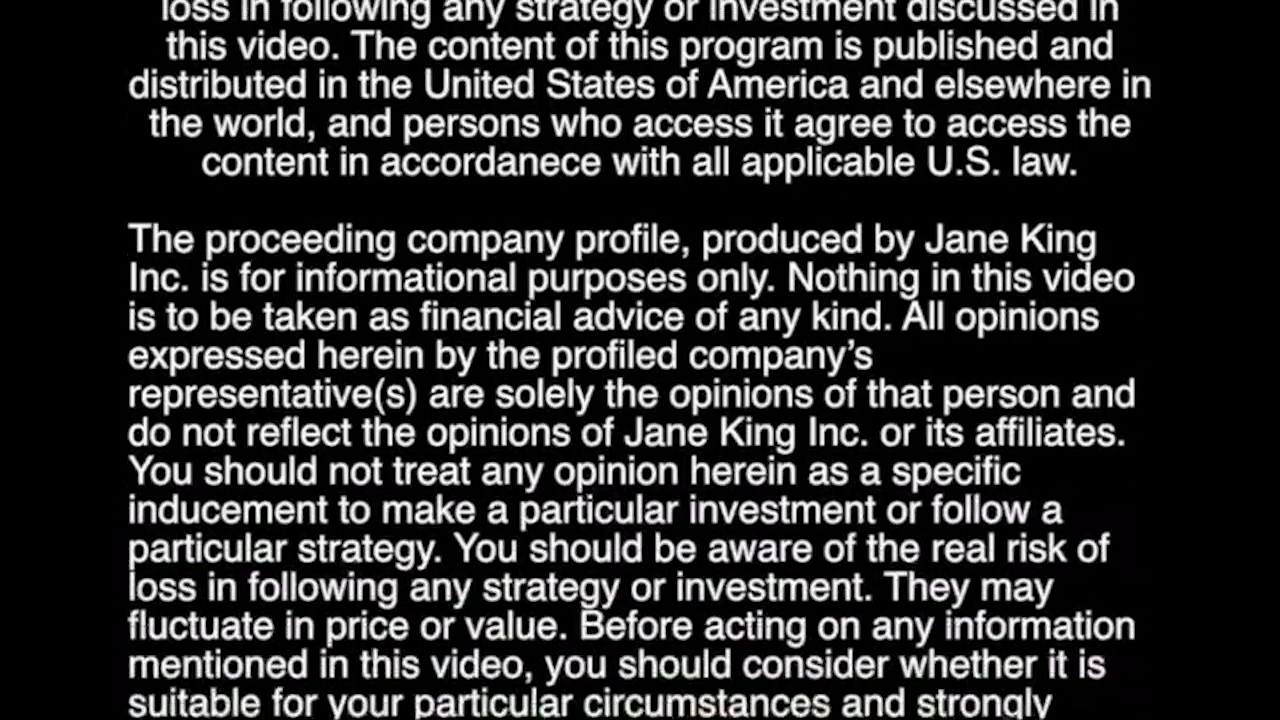 loss in following any strategy or investment discussed in
this video. The content of this program is published and
distributed in the United States of America and elsewhere in
the world, and persons who access it agree to access the
content in accordanece with all applicable U.S. law.
The proceeding company profile, produced by Jane King
Inc. is for informational purposes only. Nothing in this video
is to be taken as financial advice of any kind. All opinions
expressed herein by the profiled company’s
representative(s) are solely the opinions of that person and
do not reflect the opinions of Jane King Inc. or its affiliates.
You should not treat any opinion herein as a specific
inducement to make a particular investment or follow a
particular strategy. You should be aware of the real risk of
loss in following any strategy or investment. They may
fluctuate in price or value. Before acting on any information
mentioned in this video, you should consider whether it is
suitable for your particular circumstances and strongly